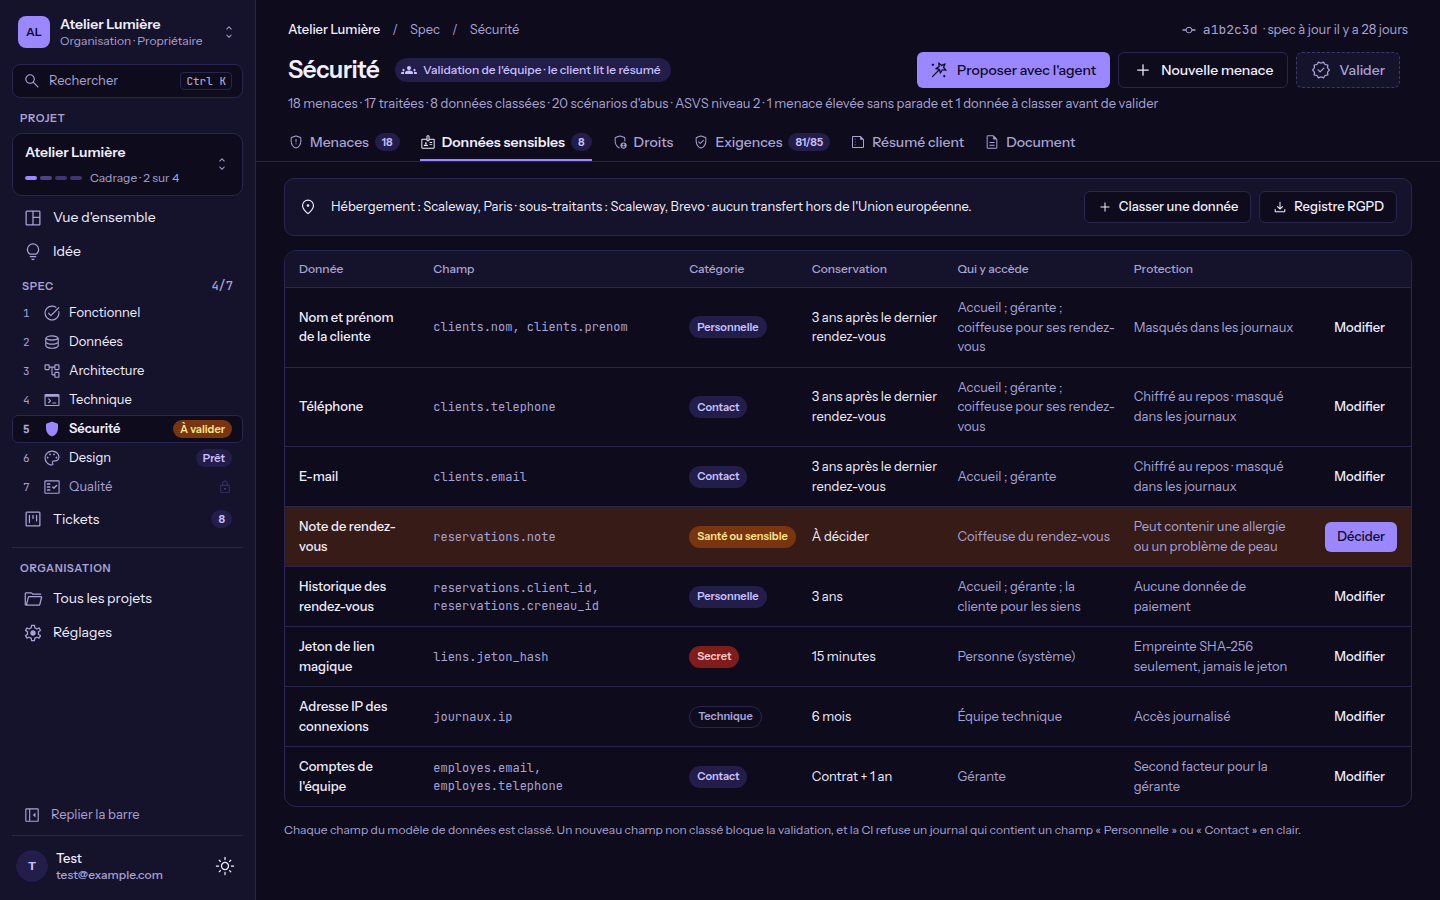 AL
Atelier Lumière
Organisation · Propriétaire
Rechercher
Ctrl K
PROJET
Atelier Lumière
Cadrage · 2 sur 4
Vue d'ensemble
Idée
SPEC 4/7
1 Fonctionnel
2 Données
3 Architecture
4 Technique
5 Sécurité À valider
6 Design Prêt
7 Qualité
Tickets 8
ORGANISATION
Tous les projets
Réglages
Replier la barre
T
Test
test@example.com
Atelier Lumière / Spec / Sécurité
a1b2c3d · spec à jour il y a 28 jours
Sécurité
Validation de l'équipe · le client lit le résumé
Proposer avec l'agent
Nouvelle menace
Valider
18 menaces · 17 traitées · 8 données classées · 20 scénarios d'abus · ASVS niveau 2 · 1 menace élevée sans parade et 1 donnée à classer avant de valider
Menaces 18
Données sensibles 8
Droits
Exigences 81/85
Résumé client
Document
Hébergement : Scaleway, Paris · sous-traitants : Scaleway, Brevo · aucun transfert hors de l'Union européenne.
Classer une donnée
Registre RGPD
Donnée Champ Catégorie Conservation Qui y accède Protection
Nom et prénom
de la cliente
clients.nom, clients.prenom
Personnelle
3 ans après le dernier
rendez-vous
Accueil ; gérante ;
coiffeuse pour ses rendez-
vous
Masqués dans les journaux
Modifier
Téléphone
clients.telephone
Contact
3 ans après le dernier
rendez-vous
Accueil ; gérante ;
coiffeuse pour ses rendez-
vous
Chiffré au repos · masqué
dans les journaux
Modifier
E-mail
clients.email
Contact
3 ans après le dernier
rendez-vous
Accueil ; gérante
Chiffré au repos · masqué
dans les journaux
Modifier
Note de rendez-
vous
reservations.note
Santé ou sensible
À décider
Coiffeuse du rendez-vous
Peut contenir une allergie
ou un problème de peau
Décider
Historique des
rendez-vous
reservations.client_id,
reservations.creneau_id
Personnelle
3 ans
Accueil ; gérante ; la
cliente pour les siens
Aucune donnée de
paiement
Modifier
Jeton de lien
magique
liens.jeton_hash
Secret
15 minutes
Personne (système)
Empreinte SHA-256
seulement, jamais le jeton
Modifier
Adresse IP des
connexions
journaux.ip
Technique
6 mois
Équipe technique
Accès journalisé
Modifier
Comptes de
l'équipe
employes.email,
employes.telephone
Contact
Contrat + 1 an
Gérante
Second facteur pour la
gérante
Modifier
Chaque champ du modèle de données est classé. Un nouveau champ non classé bloque la validation, et la CI refuse un journal qui contient un champ « Personnelle » ou « Contact » en clair.